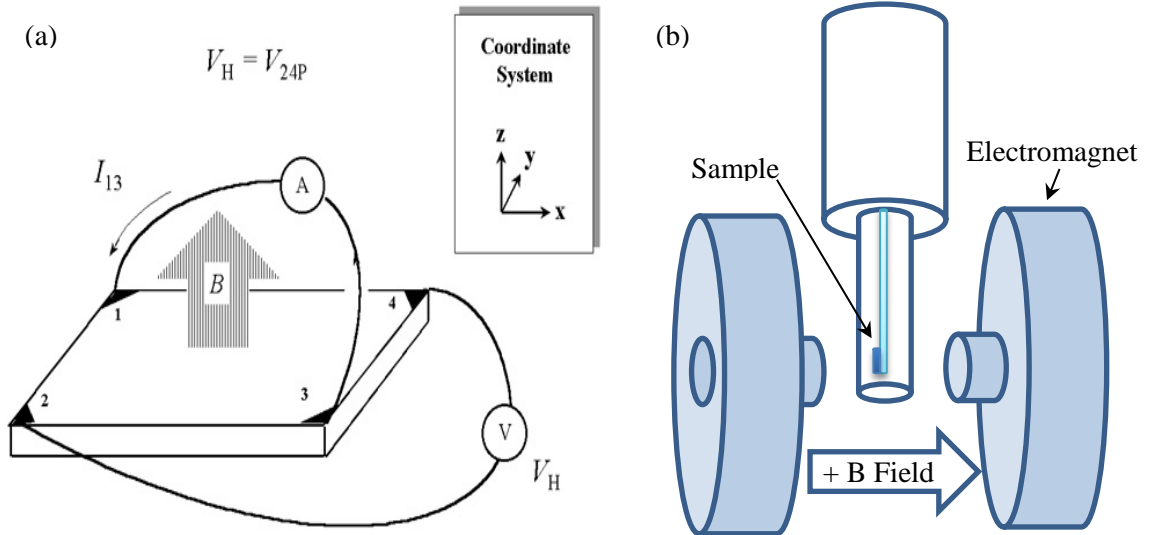 (a)
V_H = V_24P
Coordinate
System
z
y
x
I_13
A
B
1
4
2
3
V
V_H
(b)
Sample
Electromagnet
+ B Field